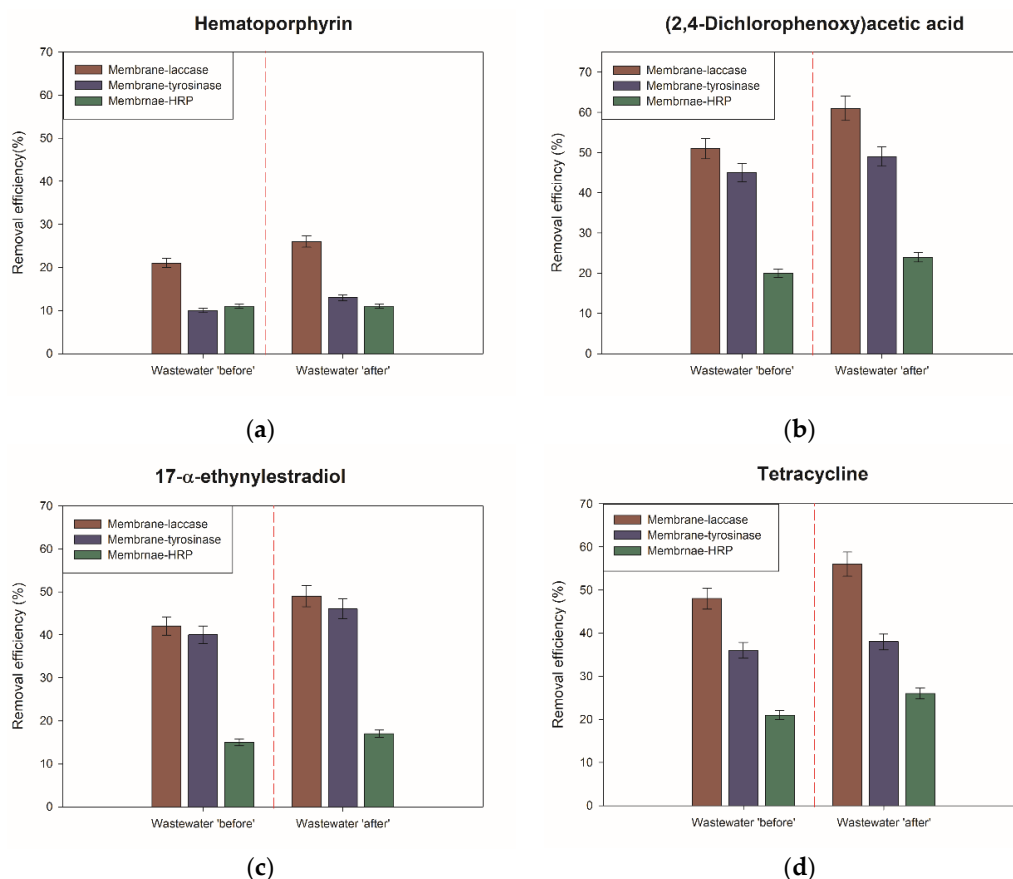 Hematoporphyrin
Removal efficiency(%)
70
60
50
40
30
20
10
0
Membrane-laccase
Membrane-tyrosinase
Membrnae-HRP
Wastewater 'before'
Wastewater 'after'
(a)
(2,4-Dichlorophenoxy)acetic acid
Removal efficincy (%)
70
60
50
40
30
20
10
0
Membrane-laccase
Membrane-tyrosinase
Membrnae-HRP
Wastewater 'before'
Wastewater 'after'
(b)
17-α-ethynylestradiol
Removal efficiency (%)
70
60
50
40
30
20
10
0
Membrane-laccase
Membrane-tyrosinase
Membrnae-HRP
Wastewater 'before'
Wastewater 'after'
(c)
Tetracycline
Removal efficiency (%)
70
60
50
40
30
20
10
0
Membrane-laccase
Membrane-tyrosinase
Membrnae-HRP
Wastewater 'before'
Wastewater 'after'
(d)